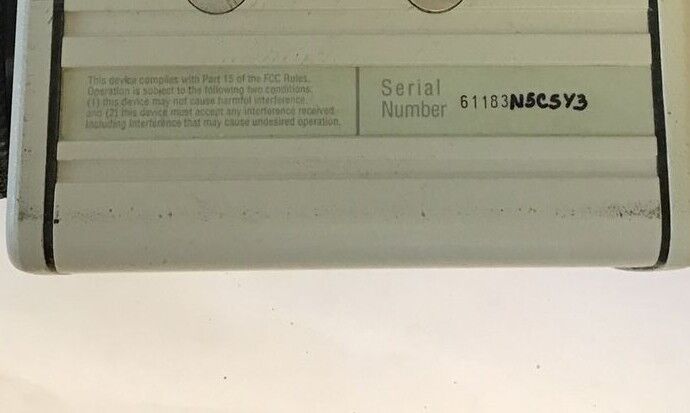 This device complies with Part 15 of the FCC Rules.
Operation is subject to the following two conditions:
(1) this device may not cause harmful interference,
and (2) this device must accept any interference received,
including interference that may cause undesired operation.
Serial
Number 61183N5CSY3